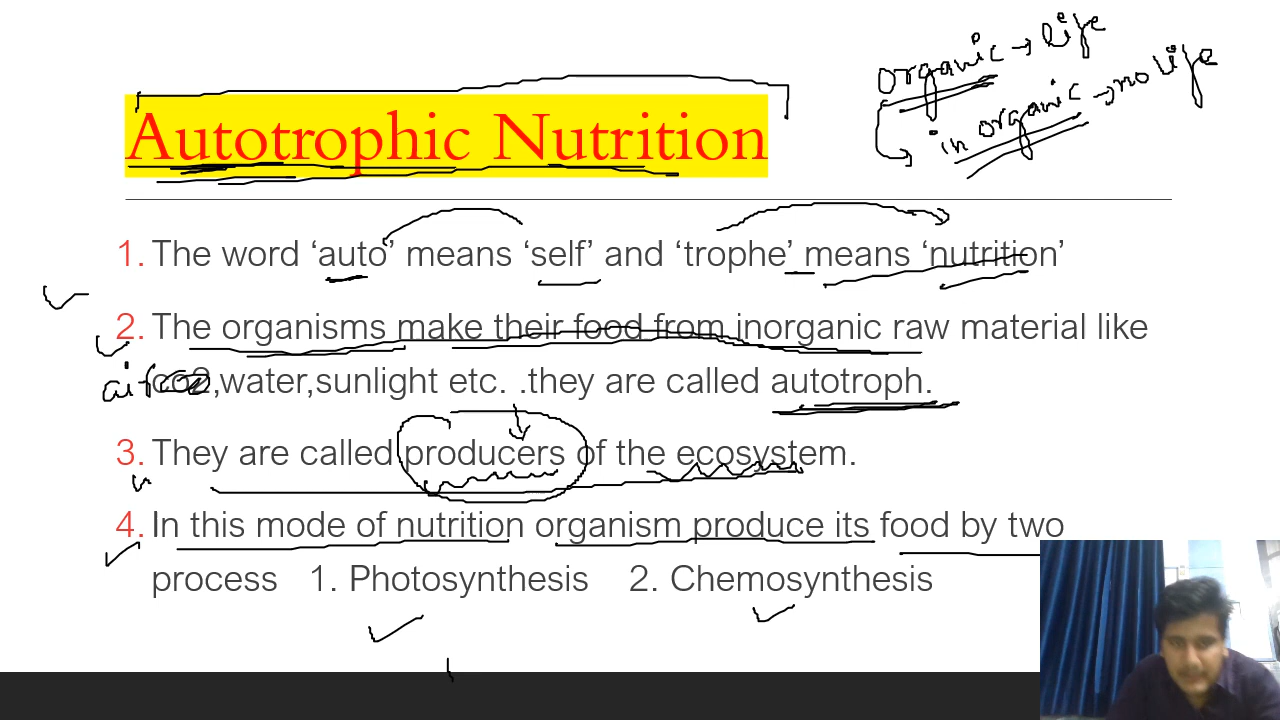 organic → life
in organic → no life
Autotrophic Nutrition
1. The word ‘auto’ means ‘self’ and ‘trophe’ means ‘nutrition’
2. The organisms make their food from inorganic raw material like
air co2,water,sunlight etc. .they are called autotroph.
3. They are called producers of the ecosystem.
4. In this mode of nutrition organism produce its food by two
process 1. Photosynthesis 2. Chemosynthesis